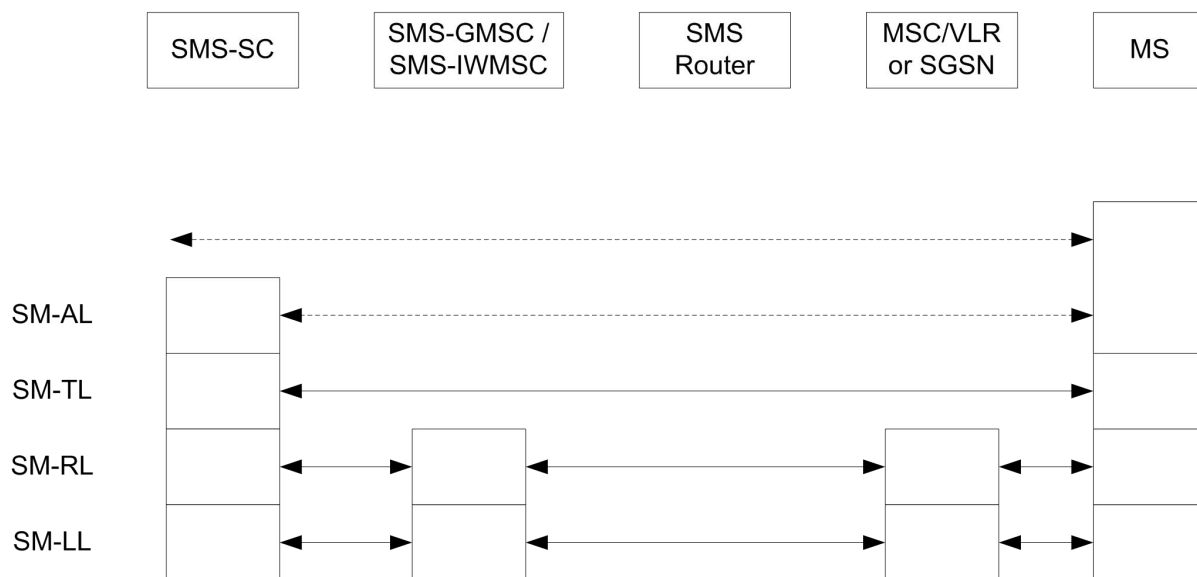 SMS-SC
SMS-GMSC /
SMS-IWMSC
SMS
Router
MSC/VLR
or SGSN
MS
SM-AL
SM-TL
SM-RL
SM-LL